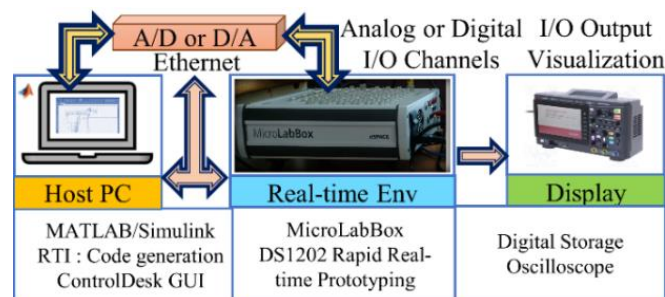 A/D or D/A
Ethernet
Analog or Digital
I/O Channels
I/O Output
Visualization
MicroLabBox
dSPACE
Host PC
Real-time Env
Display
MATLAB/Simulink
RTI : Code generation
ControlDesk GUI
MicroLabBox
DS1202 Rapid Real-
time Prototyping
Digital Storage
Oscilloscope